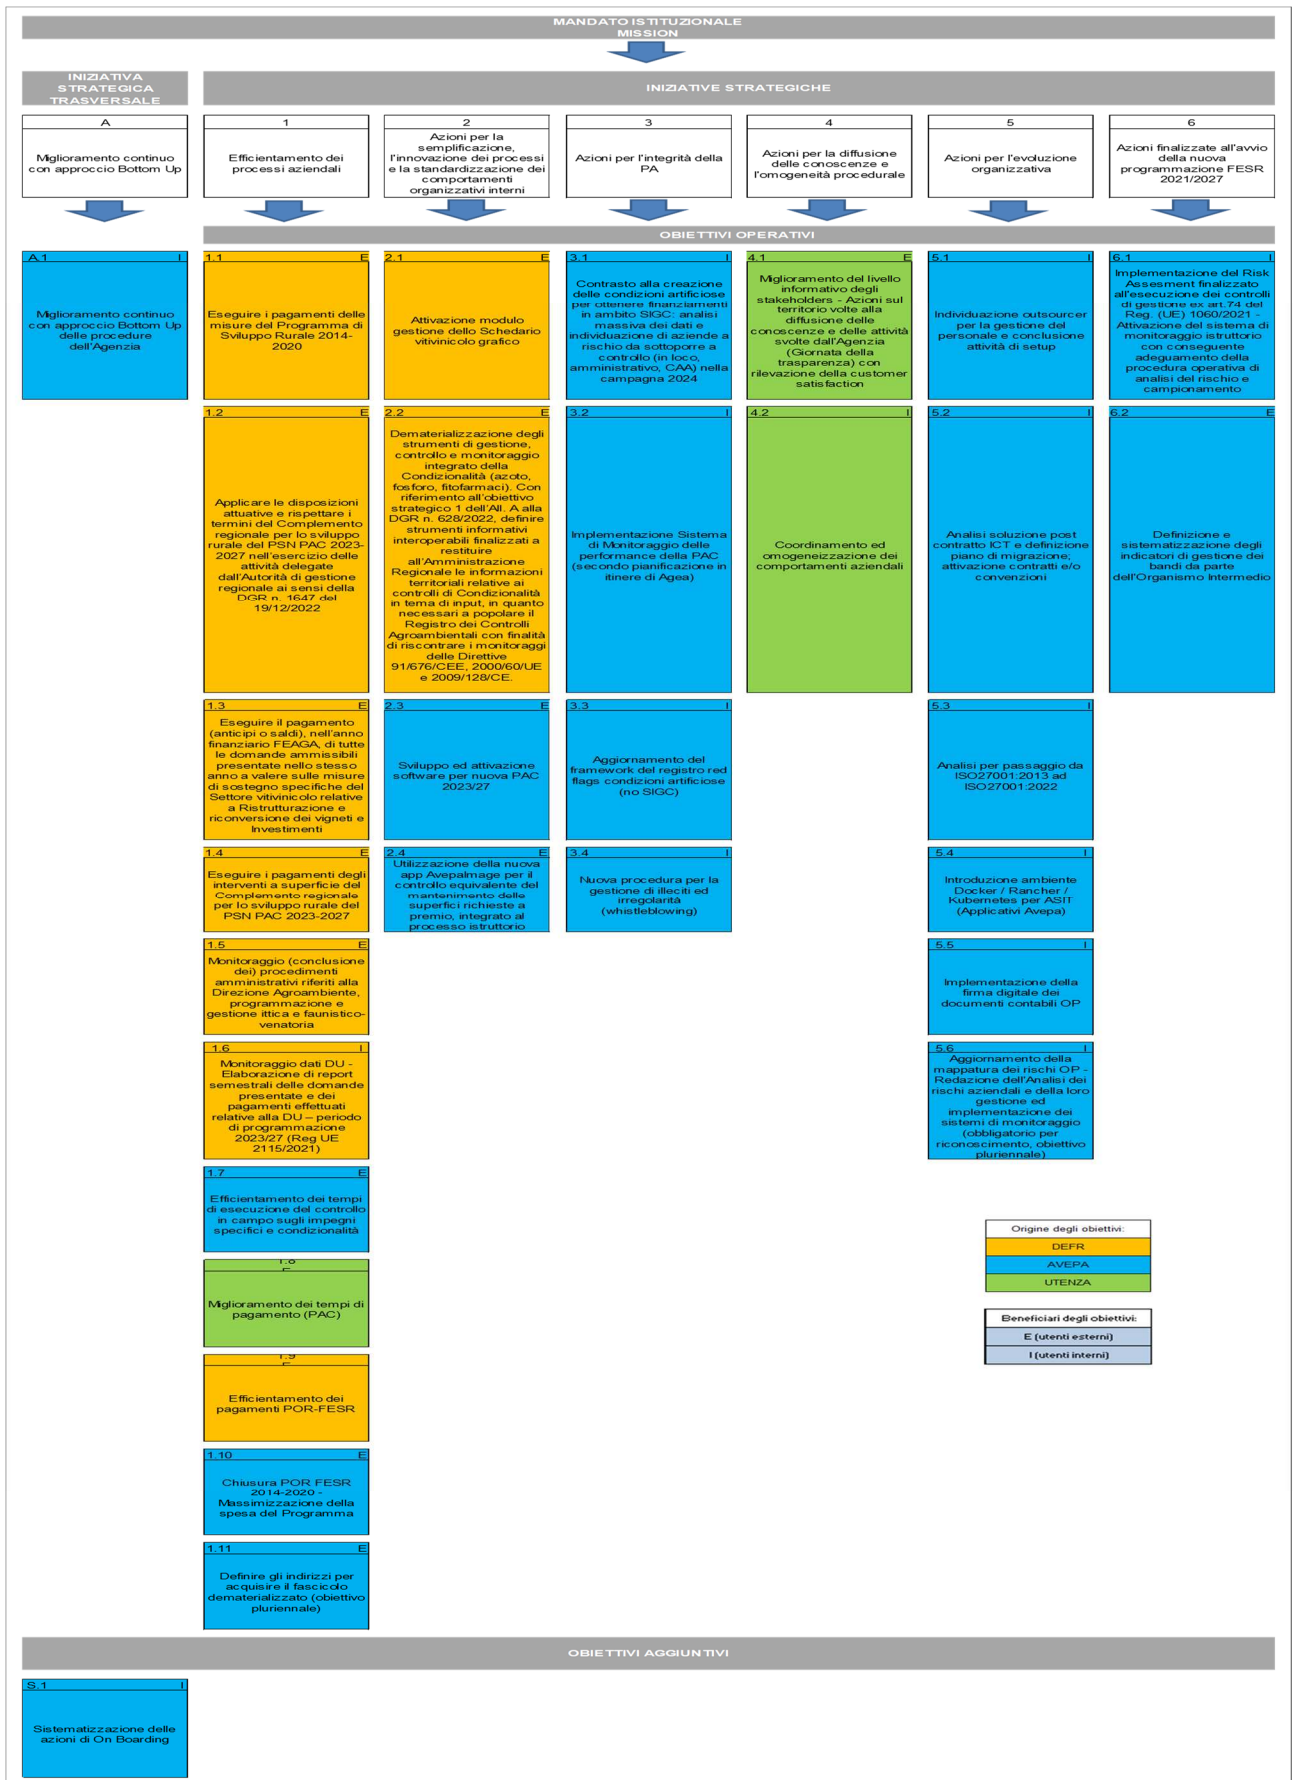 MANDATO ISTITUZIONALE
MISSION
INIZIATIVA
STRATEGICA
TRASVERSALE
INIZIATIVE STRATEGICHE
A
Miglioramento continuo
con approccio Bottom Up
1
Efficientamento dei
processi aziendali
2
Azioni per la
semplificazione,
l'innovazione dei processi
e la standardizzazione dei
comportamenti
organizzativi interni
3
Azioni per l'integrità della
PA
4
Azioni per la diffusione
delle conoscenze e
l'omogeneità procedurale
5
Azioni per l'evoluzione
organizzativa
6
Azioni finalizzate all'avvio
della nuova
programmazione FESR
2021/2027
OBIETTIVI OPERATIVI
A.1 I
Miglioramento continuo
con approccio Bottom Up
delle procedure
dell'Agenzia
1.1 E
Eseguire i pagamenti delle
misure del Programma di
Sviluppo Rurale 2014-
2020
2.1 E
Attivazione modulo
gestione dello Schedario
vitivinicolo grafico
3.1 I
Contrasto alla creazione
delle condizioni artificiose
per ottenere finanziamenti
in ambito SIGC: analisi
massiva dei dati e
individuazione di aziende a
rischio da sottoporre a
controllo (in loco,
amministrativo, CAA) nella
campagna 2024
4.1 E
Miglioramento del livello
informativo degli
stakeholders - Azioni sul
territorio volte alla
diffusione delle
conoscenze e delle attività
svolte dall'Agenzia
(Giornata della
trasparenza) con
rilevazione della customer
satisfaction
5.1 I
Individuazione outsourcer
per la gestione del
personale e conclusione
attività di setup
6.1 I
Implementazione del Risk
Assesment finalizzato
all'esecuzione dei controlli
di gestione ex art.74 del
Reg. (UE) 1060/2021 -
Attivazione del sistema di
monitoraggio istruttorio
con conseguente
adeguamento della
procedura operativa di
analisi del rischio e
campionamento
1.2 E
Applicare le disposizioni
attuative e rispettare i
termini del Complemento
regionale per lo sviluppo
rurale del PSN PAC 2023-
2027 nell'esercizio delle
attività delegate
dall'Autorità di gestione
regionale ai sensi della
DGR n. 1647 del
19/12/2022
2.2 E
Dematerializzazione degli
strumenti di gestione,
controllo e monitoraggio
integrato della
Condizionalità (azoto,
fosforo, fitofarmaci). Con
riferimento all'obiettivo
strategico 1 dell'All. A alla
DGR n. 628/2022, definire
strumenti informativi
interoperabili finalizzati a
restituire
all'Amministrazione
Regionale le informazioni
territoriali relative ai
controlli di Condizionalità
in tema di input, in quanto
necessari a popolare il
Registro dei Controlli
Agroambientali con finalità
di riscontrare i monitoraggi
delle Direttive
91/676/CEE, 2000/60/UE
e 2009/128/CE.
3.2 I
Implementazione Sistema
di Monitoraggio delle
performance della PAC
(secondo pianificazione in
itinere di Agea)
4.2 I
Coordinamento ed
omogeneizzazione dei
comportamenti aziendali
5.2 I
Analisi soluzione post
contratto ICT e definizione
piano di migrazione;
attivazione contratti e/o
convenzioni
6.2 E
Definizione e
sistematizzazione degli
indicatori di gestione dei
bandi da parte
dell'Organismo Intermedio
1.3 E
Eseguire il pagamento
(anticipi o saldi), nell'anno
finanziario FEAGA, di tutte
le domande ammissibili
presentate nello stesso
anno a valere sulle misure
di sostegno specifiche del
Settore vitivinicolo relative
a Ristrutturazione e
riconversione dei vigneti e
Investimenti
2.3 E
Sviluppo ed attivazione
software per nuova PAC
2023/27
3.3 I
Aggiornamento del
framework del registro red
flags condizioni artificiose
(no SIGC)
5.3 I
Analisi per passaggio da
ISO27001:2013 ad
ISO27001:2022
1.4 E
Eseguire i pagamenti degli
interventi a superficie del
Complemento regionale
per lo sviluppo rurale del
PSN PAC 2023-2027
2.4 E
Utilizzazione della nuova
app AvepaImage per il
controllo equivalente del
mantenimento delle
superfici richieste a
premio, integrato al
processo istruttorio
3.4 I
Nuova procedura per la
gestione di illeciti ed
irregolarità
(whistleblowing)
5.4 I
Introduzione ambiente
Docker / Rancher /
Kubernetes per ASIT
(Applicativi Avepa)
1.5 E
Monitoraggio (conclusione
dei) procedimenti
amministrativi riferiti alla
Direzione Agroambiente,
programmazione e
gestione ittica e faunistico-
venatoria
5.5 I
Implementazione della
firma digitale dei
documenti contabili OP
1.6 I
Monitoraggio dati DU -
Elaborazione di report
semestrali delle domande
presentate e dei
pagamenti effettuati
relative alla DU – periodo
di programmazione
2023/27 (Reg UE
2115/2021)
5.6 I
Aggiornamento della
mappatura dei rischi OP -
Redazione dell'Analisi dei
rischi aziendali e della loro
gestione ed
implementazione dei
sistemi di monitoraggio
(obbligatorio per
riconoscimento, obiettivo
pluriennale)
1.7 E
Efficientamento dei tempi
di esecuzione del controllo
in campo sugli impegni
specifici e condizionalità
1.8
E
Miglioramento dei tempi di
pagamento (PAC)
1.9
E
Efficientamento dei
pagamenti POR-FESR
1.10 E
Chiusura POR FESR
2014-2020 -
Massimizzazione della
spesa del Programma
1.11 E
Definire gli indirizzi per
acquisire il fascicolo
dematerializzato (obiettivo
pluriennale)
Origine degli obiettivi:
DEFR
AVEPA
UTENZA
Beneficiari degli obiettivi:
E (utenti esterni)
I (utenti interni)
OBIETTIVI AGGIUNTIVI
S.1 I
Sistematizzazione delle
azioni di On Boarding